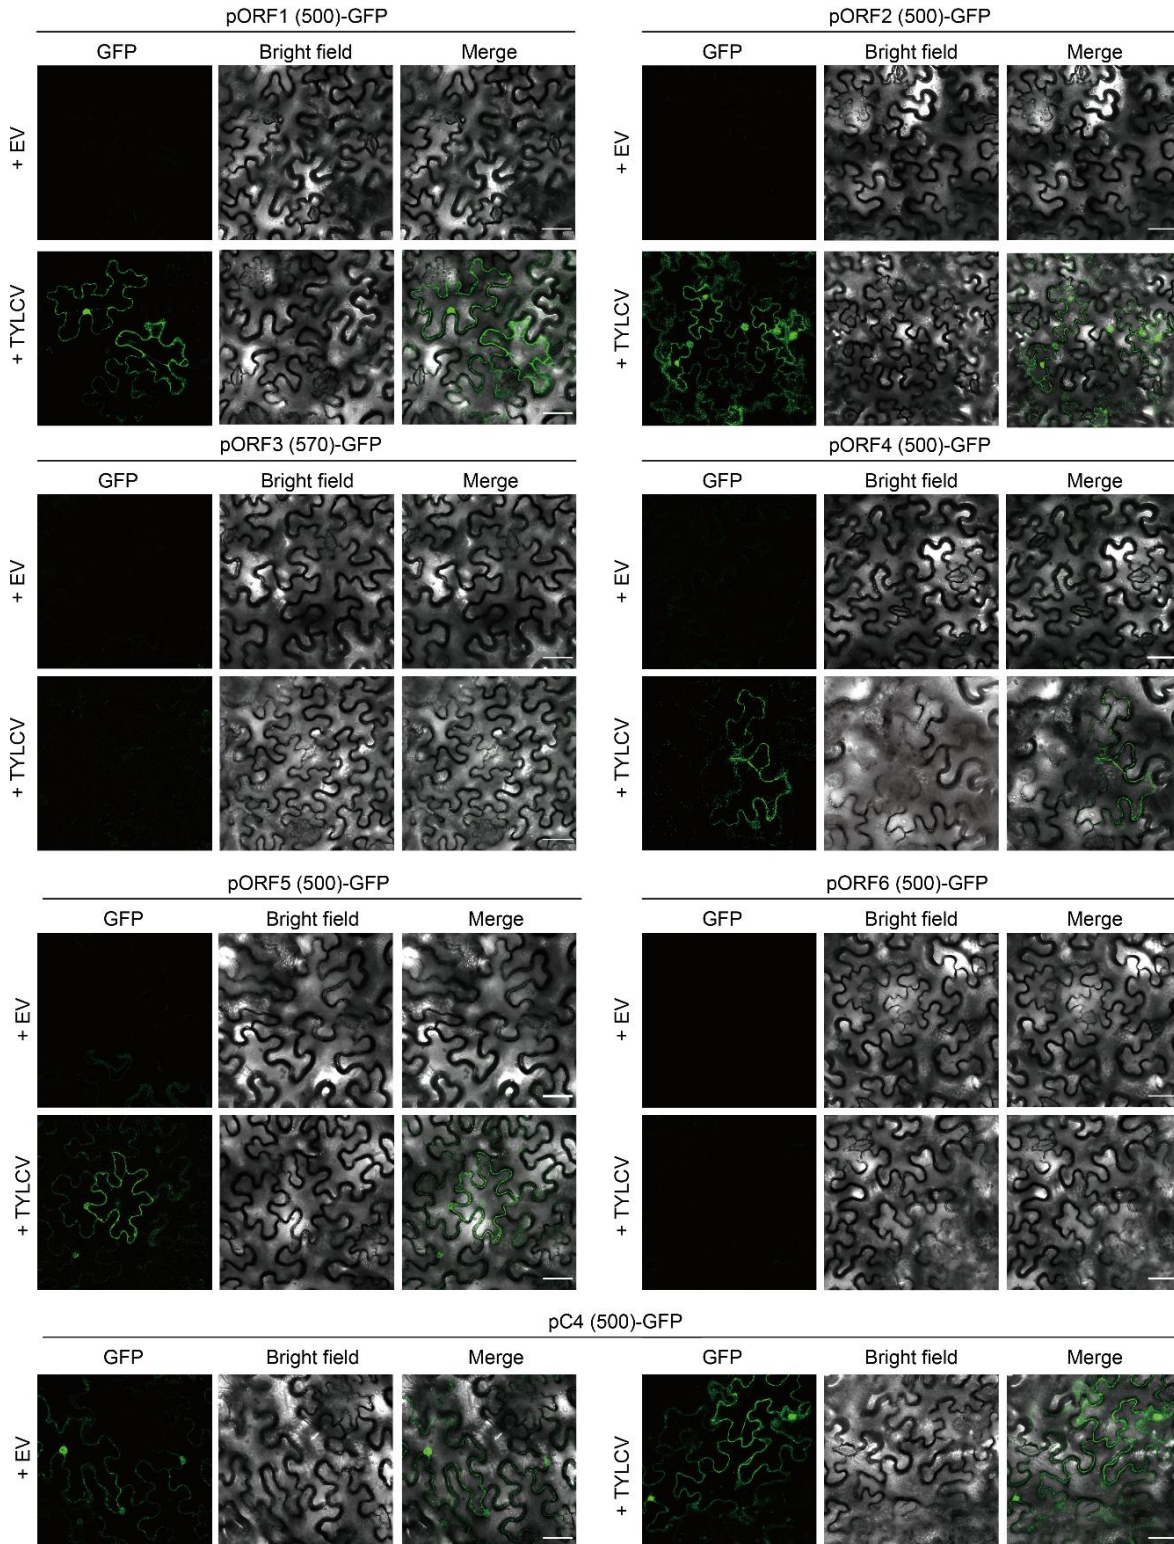 pORF1 (500)-GFP
GFP Bright field Merge
+ EV
+ TYLCV
pORF2 (500)-GFP
GFP Bright field Merge
+ EV
+ TYLCV
pORF3 (570)-GFP
GFP Bright field Merge
+ EV
+ TYLCV
pORF4 (500)-GFP
GFP Bright field Merge
+ EV
+ TYLCV
pORF5 (500)-GFP
GFP Bright field Merge
+ EV
+ TYLCV
pORF6 (500)-GFP
GFP Bright field Merge
+ EV
+ TYLCV
pC4 (500)-GFP
GFP Bright field Merge
+ EV
GFP Bright field Merge
+ TYLCV